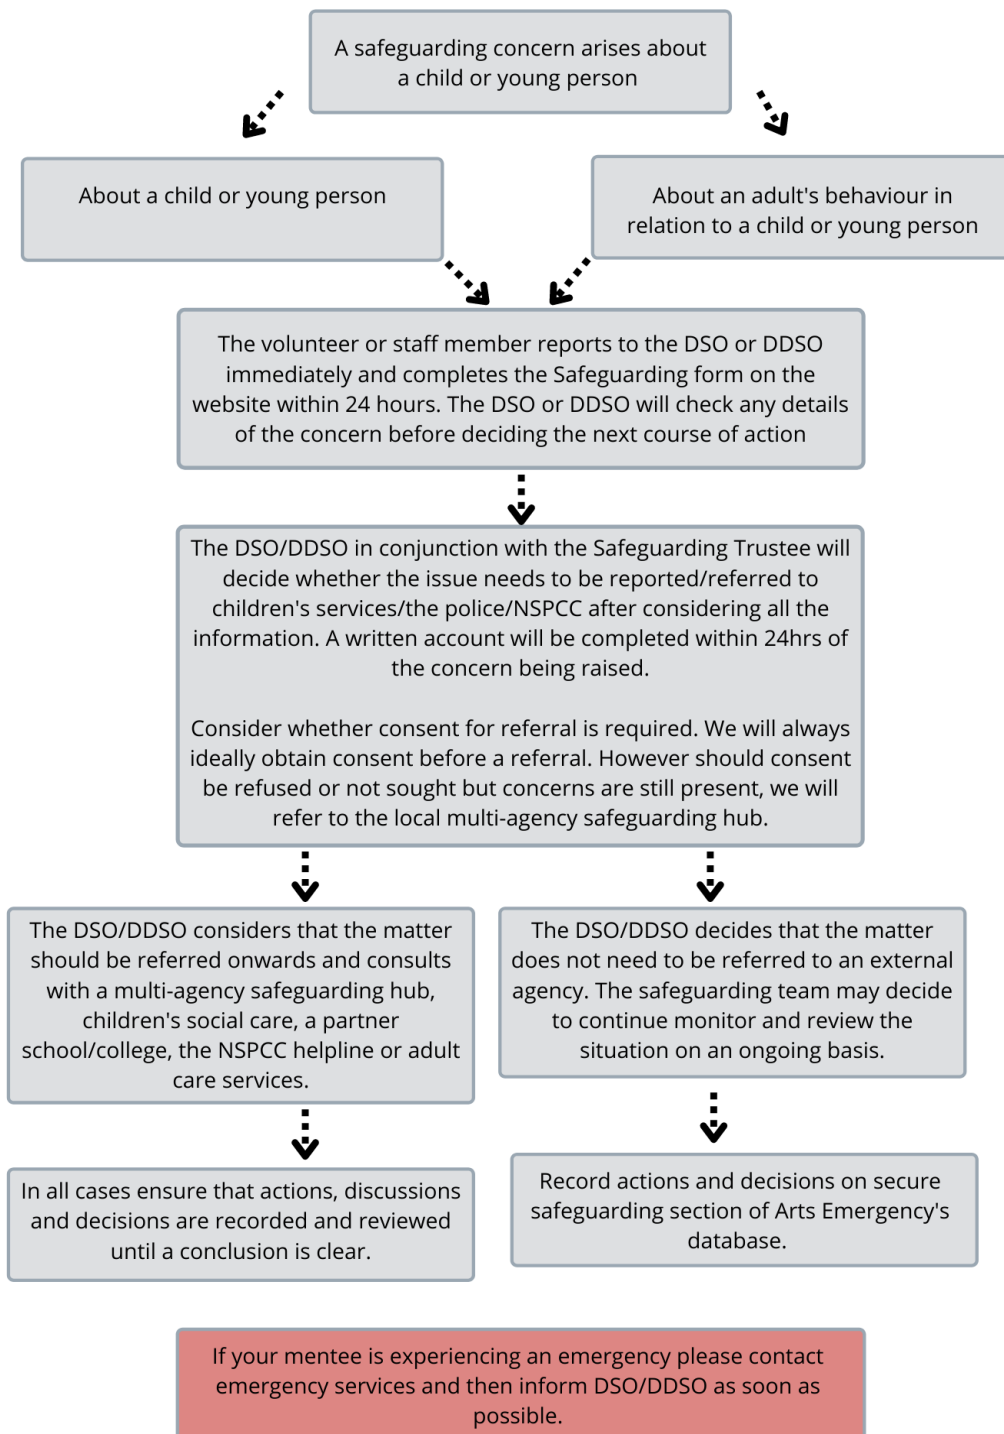 A safeguarding concern arises about
a child or young person
About a child or young person
About an adult's behaviour in
relation to a child or young person
The volunteer or staff member reports to the DSO or DDSO
immediately and completes the Safeguarding form on the
website within 24 hours. The DSO or DDSO will check any details
of the concern before deciding the next course of action
The DSO/DDSO in conjunction with the Safeguarding Trustee will
decide whether the issue needs to be reported/referred to
children's services/the police/NSPCC after considering all the
information. A written account will be completed within 24hrs of
the concern being raised.
Consider whether consent for referral is required. We will always
ideally obtain consent before a referral. However should consent
be refused or not sought but concerns are still present, we will
refer to the local multi-agency safeguarding hub.
The DSO/DDSO considers that the matter
should be referred onwards and consults
with a multi-agency safeguarding hub,
children's social care, a partner
school/college, the NSPCC helpline or adult
care services.
The DSO/DDSO decides that the matter
does not need to be referred to an external
agency. The safeguarding team may decide
to continue monitor and review the
situation on an ongoing basis.
In all cases ensure that actions, discussions
and decisions are recorded and reviewed
until a conclusion is clear.
Record actions and decisions on secure
safeguarding section of Arts Emergency's
database.
If your mentee is experiencing an emergency please contact
emergency services and then inform DSO/DDSO as soon as
possible.